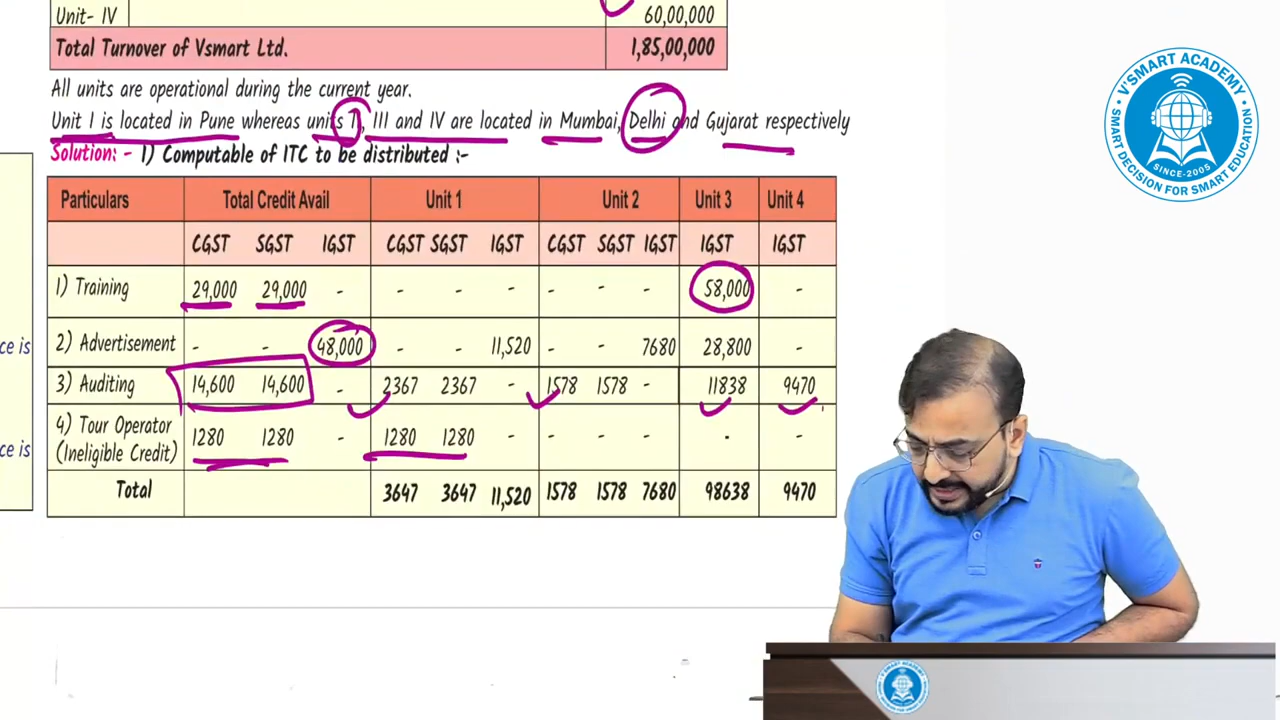 Unit- IV 60,00,000
Total Turnover of Vsmart Ltd. 1,85,00,000
All units are operational during the current year.
Unit I is located in Pune whereas units II, III and IV are located in Mumbai, Delhi and Gujarat respectively
Solution: - 1) Computable of ITC to be distributed :-
Particulars Total Credit Avail Unit 1 Unit 2 Unit 3 Unit 4
CGST SGST IGST CGST SGST IGST CGST SGST IGST IGST IGST
1) Training 29,000 29,000 - - - - - - - 58,000 -
2) Advertisement - - 48,000 - - 11,520 - - 7680 28,800 -
3) Auditing 14,600 14,600 - 2367 2367 - 1578 1578 - 11838 9470
4) Tour Operator
(Ineligible Credit) 1280 1280 - 1280 1280 - - - - - -
Total 3647 3647 11,520 1578 1578 7680 98638 9470
ce is
ce is
V'SMART ACADEMY
SINCE-2005
SMART DECISION FOR SMART EDUCATION